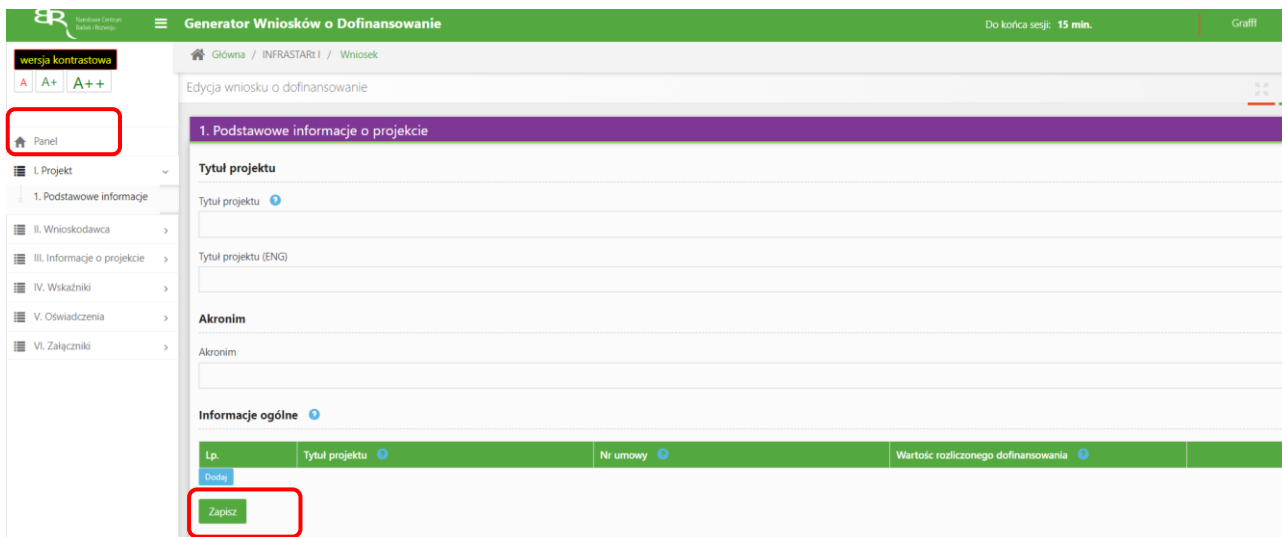 Narodowe Centrum
Badań i Rozwoju
Generator Wniosków o Dofinansowanie
Do końca sesji: 15 min.
Grafff
wersja kontrastowa
A A+ A++
Główna / INFRASTARt I / Wniosek
Edycja wniosku o dofinansowanie
Panel
I. Projekt
1. Podstawowe informacje
II. Wnioskodawca
III. Informacje o projekcie
IV. Wskaźniki
V. Oświadczenia
VI. Załączniki
1. Podstawowe informacje o projekcie
Tytuł projektu
Tytuł projektu
Tytuł projektu (ENG)
Akronim
Akronim
Informacje ogólne
Lp. Tytuł projektu Nr umowy Wartośc rozliczonego dofinansowania
Dodaj
Zapisz